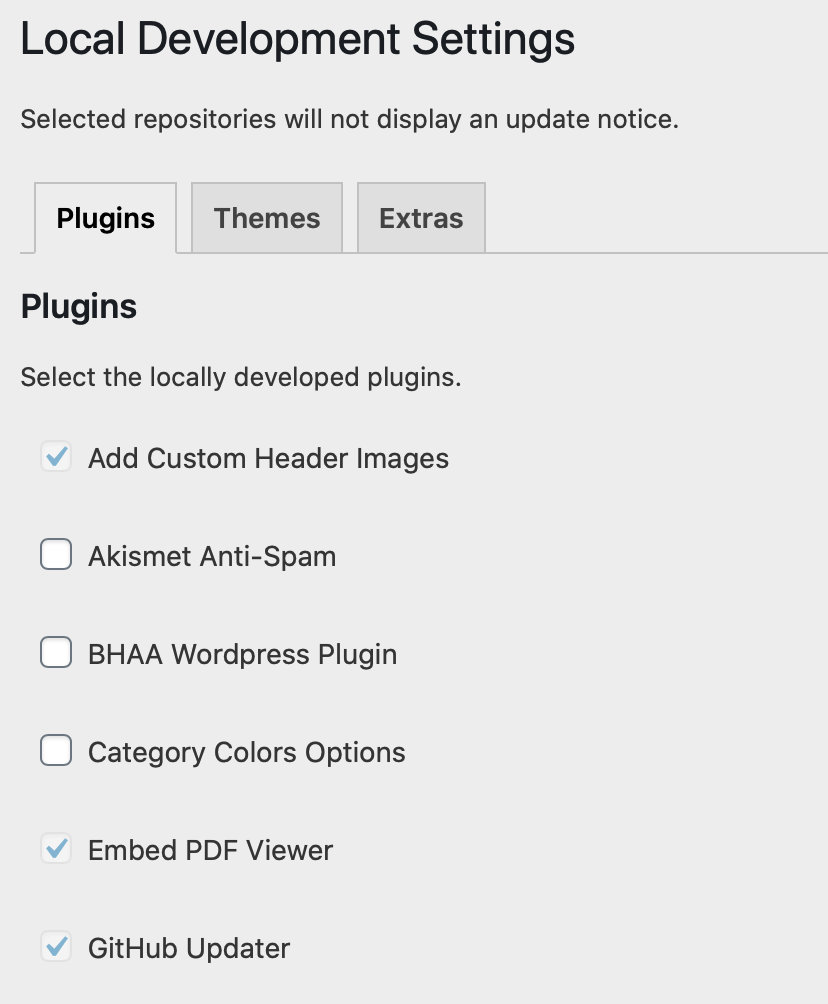 Local Development Settings
Selected repositories will not display an update notice.
Plugins Themes Extras
Plugins
Select the locally developed plugins.
Add Custom Header Images
Akismet Anti-Spam
BHAA Wordpress Plugin
Category Colors Options
Embed PDF Viewer
GitHub Updater